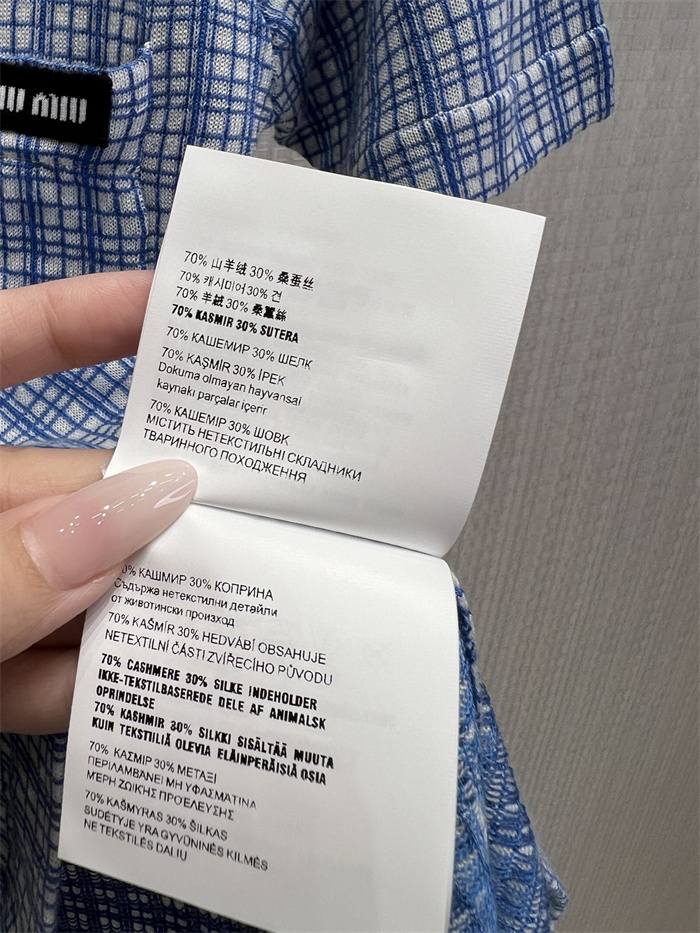 MIU
70% 山羊绒 30% 桑蚕丝
70% 캐시미어 30% 견
70% 羊絨 30% 桑蠶絲
70% KASMIR 30% SUTERA
70% КАШЕМИР 30% ШЕЛК
70% KAŞMİR 30% İPEK
Dokuma olmayan hayvansal
kaynakı parçalar içerir
70% КАШЕМІР 30% ШОВК
МІСТИТЬ НЕТЕКСТИЛЬНІ СКЛАДНИКИ
ТВАРИННОГО ПОХОДЖЕННЯ
0% КАШМИР 30% КОПРИНА
Съдържа нетекстилни детайли
от животински произход
70% KAŠMÍR 30% HEDVÁBÍ OBSAHUJE
NETEXTILNÍ ČÁSTI ZVÍŘECÍHO PŮVODU
70% CASHMERE 30% SILKE INDEHOLDER
IKKE-TEKSTILBASEREDE DELE AF ANIMALSK
OPRINDELSE
70% KASHMIR 30% SILKKI SISÄLTÄÄ MUUTA
KUIN TEKSTIILIÄ OLEVIA ELÄINPERÄISIÄ OSIA
70% ΚΑΣΜΙΡ 30% ΜΕΤΑΞΙ
ΠΕΡΙΛΑΜΒΑΝΕΙ ΜΗ ΥΦΑΣΜΑΤΙΝΑ
ΜΕΡΗ ΖΩΙΚΗΣ ΠΡΟΕΛΕΥΣΗΣ
70% KAŠMYRAS 30% ŠILKAS
SUDĖTYJE YRA GYVŪNINĖS KILMĖS
NE TEKSTILĖS DALIŲ